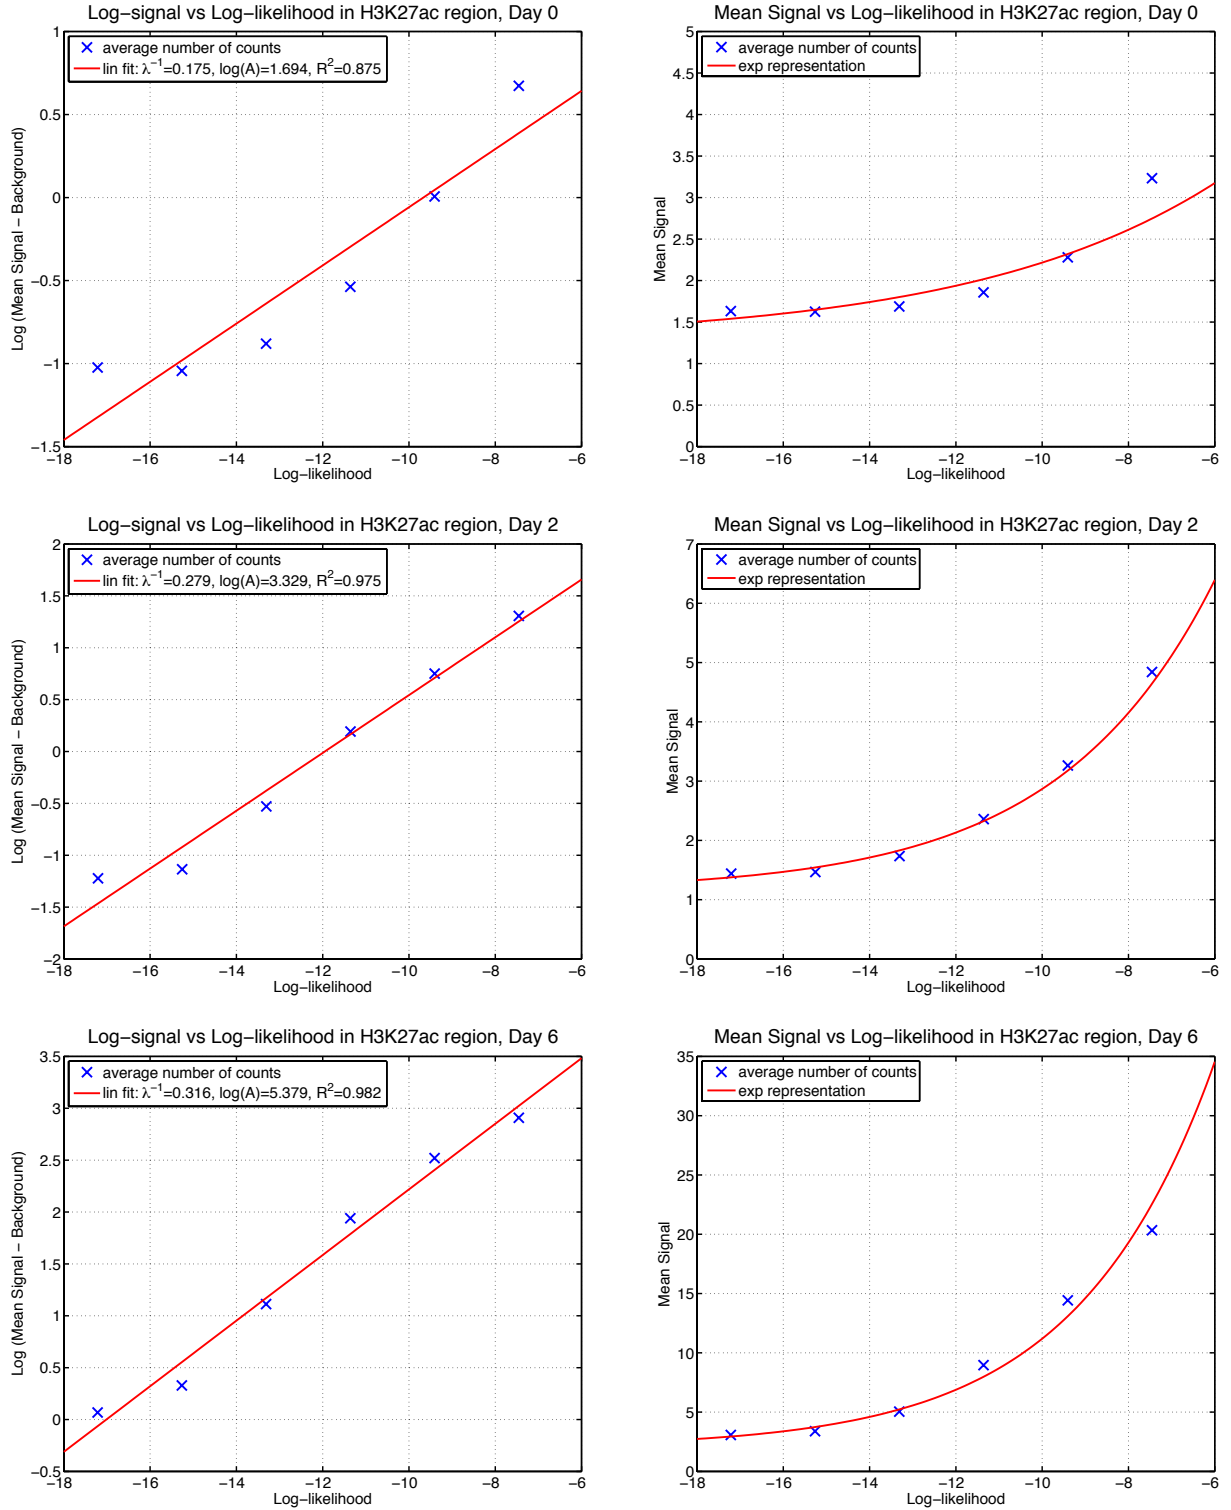 Log−signal vs Log−likelihood in H3K27ac region, Day 0
× average number of counts
lin fit: λ⁻¹=0.175, log(A)=1.694, R²=0.875
Log (Mean Signal − Background)
1
0.5
0
−0.5
−1
−1.5
−18 −16 −14 −12 −10 −8 −6
Log−likelihood
Mean Signal vs Log−likelihood in H3K27ac region, Day 0
× average number of counts
exp representation
Mean Signal
5
4.5
4
3.5
3
2.5
2
1.5
1
0.5
0
−18 −16 −14 −12 −10 −8 −6
Log−likelihood
Log−signal vs Log−likelihood in H3K27ac region, Day 2
× average number of counts
lin fit: λ⁻¹=0.279, log(A)=3.329, R²=0.975
Log (Mean Signal − Background)
2
1.5
1
0.5
0
−0.5
−1
−1.5
−2
−18 −16 −14 −12 −10 −8 −6
Log−likelihood
Mean Signal vs Log−likelihood in H3K27ac region, Day 2
× average number of counts
exp representation
Mean Signal
7
6
5
4
3
2
1
0
−18 −16 −14 −12 −10 −8 −6
Log−likelihood
Log−signal vs Log−likelihood in H3K27ac region, Day 6
× average number of counts
lin fit: λ⁻¹=0.316, log(A)=5.379, R²=0.982
Log (Mean Signal − Background)
3.5
3
2.5
2
1.5
1
0.5
0
−0.5
−18 −16 −14 −12 −10 −8 −6
Log−likelihood
Mean Signal vs Log−likelihood in H3K27ac region, Day 6
× average number of counts
exp representation
Mean Signal
35
30
25
20
15
10
5
0
−18 −16 −14 −12 −10 −8 −6
Log−likelihood